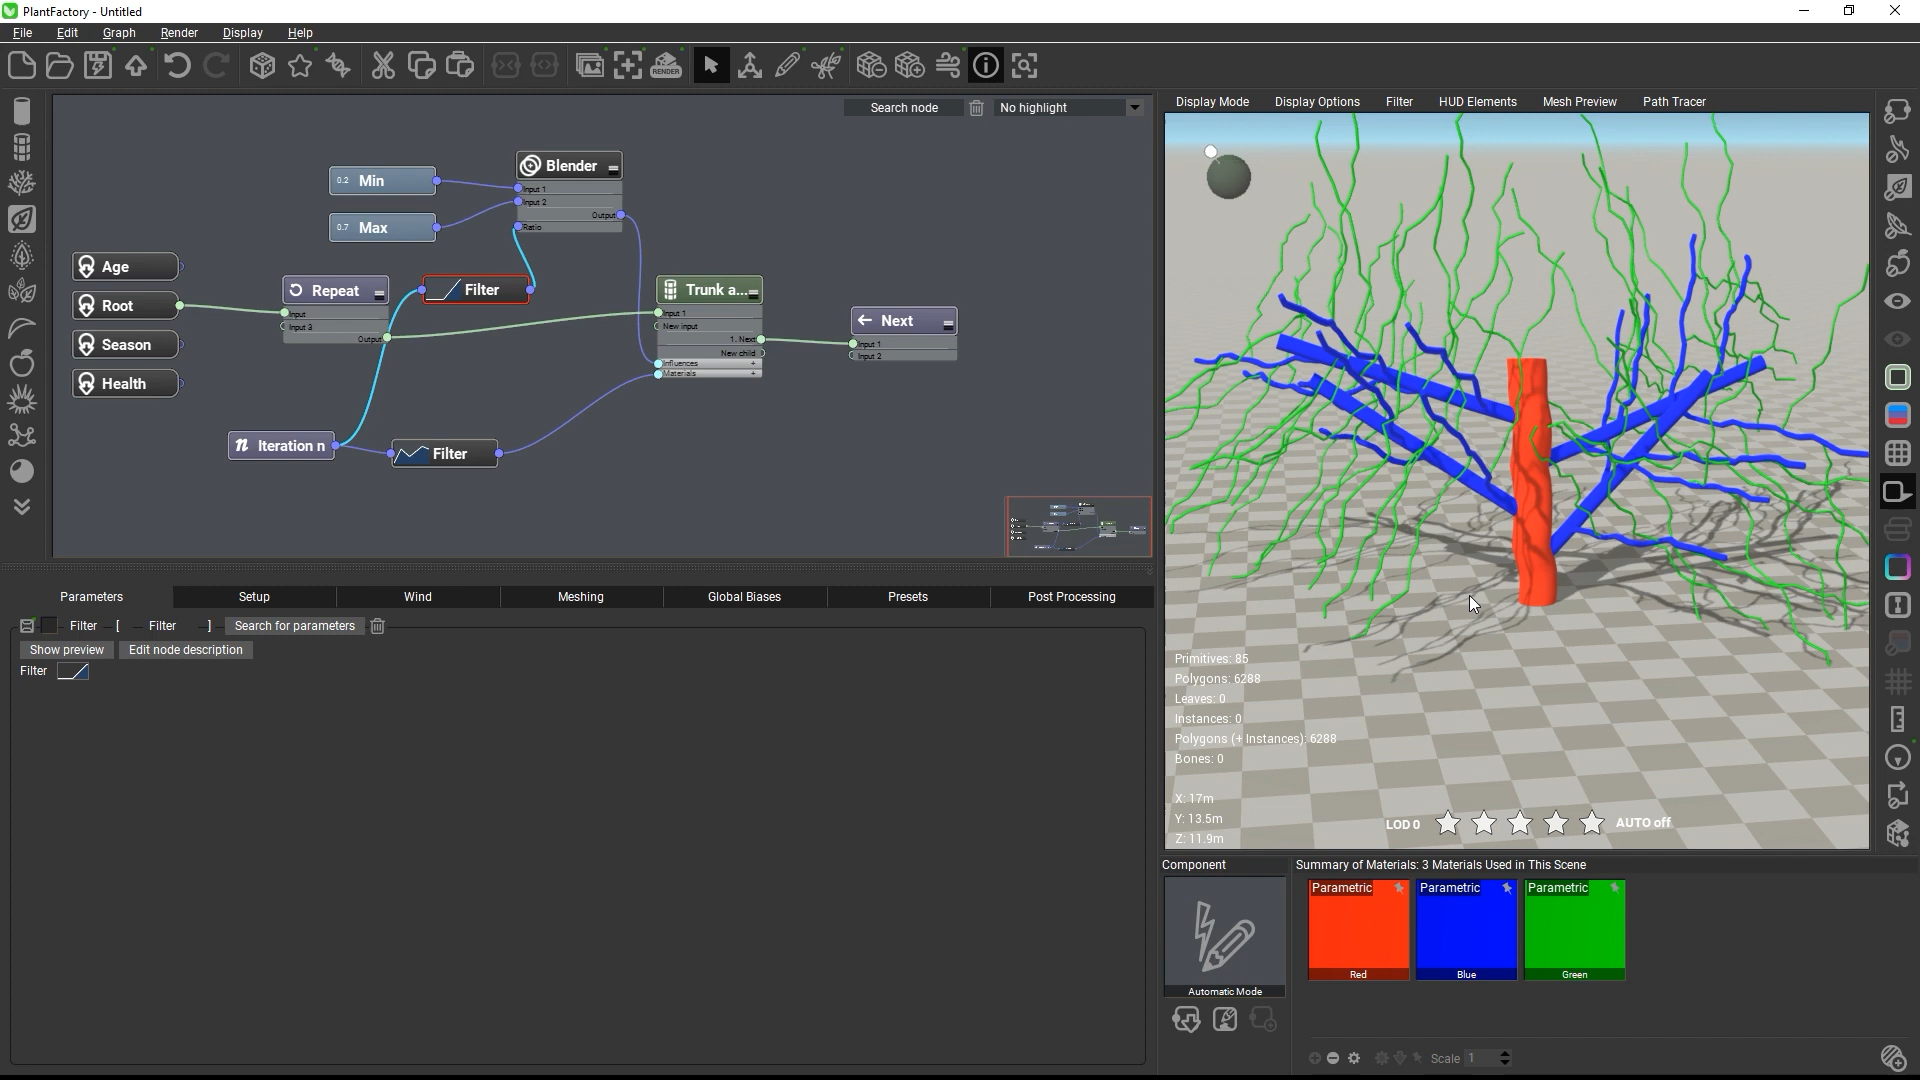 PlantFactory - Untitled
File Edit Graph Render Display Help
RENDER
Search node No highlight
0.2 Min
0.7 Max
Blender
Input 1
Input 2
Output
Ratio
Age
Root
Season
Health
Repeat
Input
Input 3
Output
Filter
Trunk a...
Input 1
New input
1. Next
New child
Influences +
Materials +
Next
Input 1
Input 2
n Iteration n
Filter
Parameters Setup Wind Meshing Global Biases Presets Post Processing
Filter [ Filter ] Search for parameters
Show preview Edit node description
Filter
Display Mode Display Options Filter HUD Elements Mesh Preview Path Tracer
Primitives: 85
Polygons: 6288
Leaves: 0
Instances: 0
Polygons (+ Instances): 6288
Bones: 0
X: 17m
Y: 13.5m
Z: 11.9m
LOD 0 AUTO off
Component
Automatic Mode
Summary of Materials: 3 Materials Used in This Scene
Parametric Parametric Parametric
Red Blue Green
Scale 1